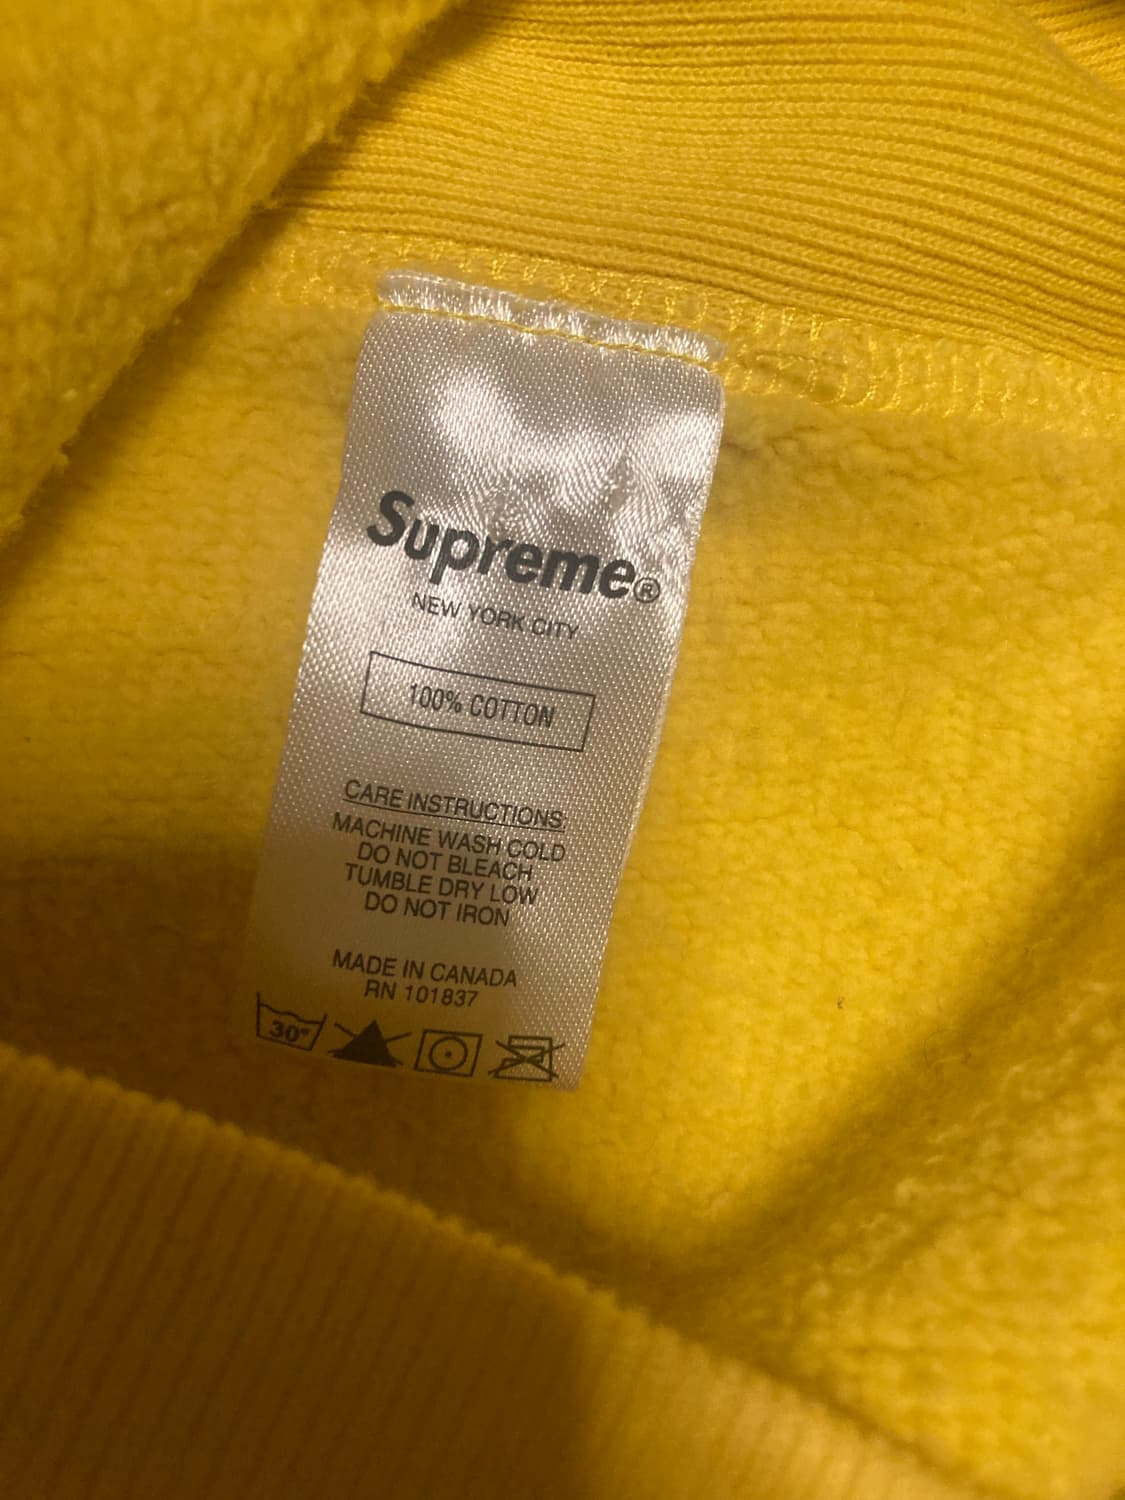 Supreme®
NEW YORK CITY
100% COTTON
CARE INSTRUCTIONS:
MACHINE WASH COLD
DO NOT BLEACH
TUMBLE DRY LOW
DO NOT IRON
MADE IN CANADA
RN 101837
30°